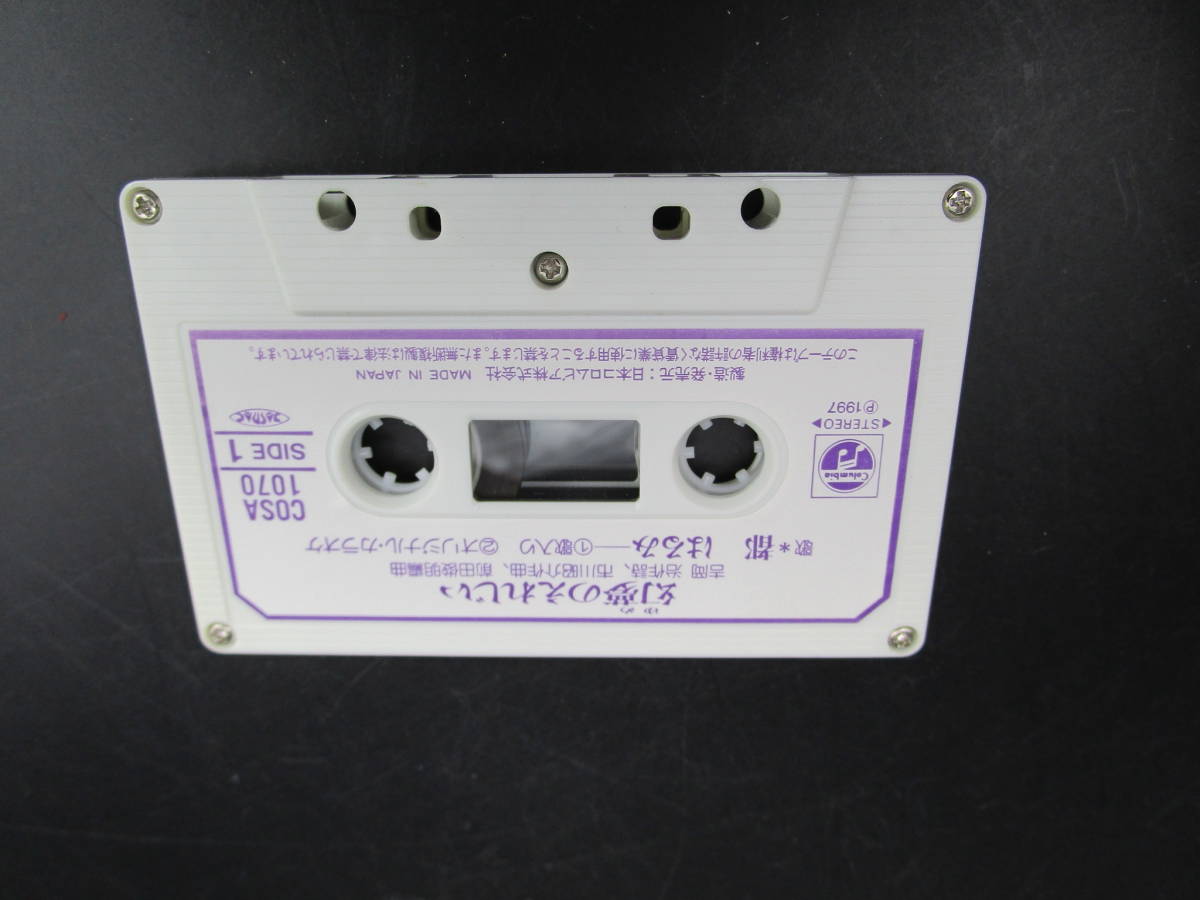 幻夢のえれじい
ゆめ
吉岡 治作詩、市川昭介作曲、前田俊明編曲
歌*都 はるみ——①歌入り ②オリジナル・カラオケ
Columbia
◀STEREO▶
Ⓟ1997
COSA
1070
SIDE 1
JASRAC
製造・発売元：日本コロムビア株式会社 MADE IN JAPAN
このテープは権利者の許諾なく賃貸業に使用することを禁じます。また無断複製は法律で禁じられています。